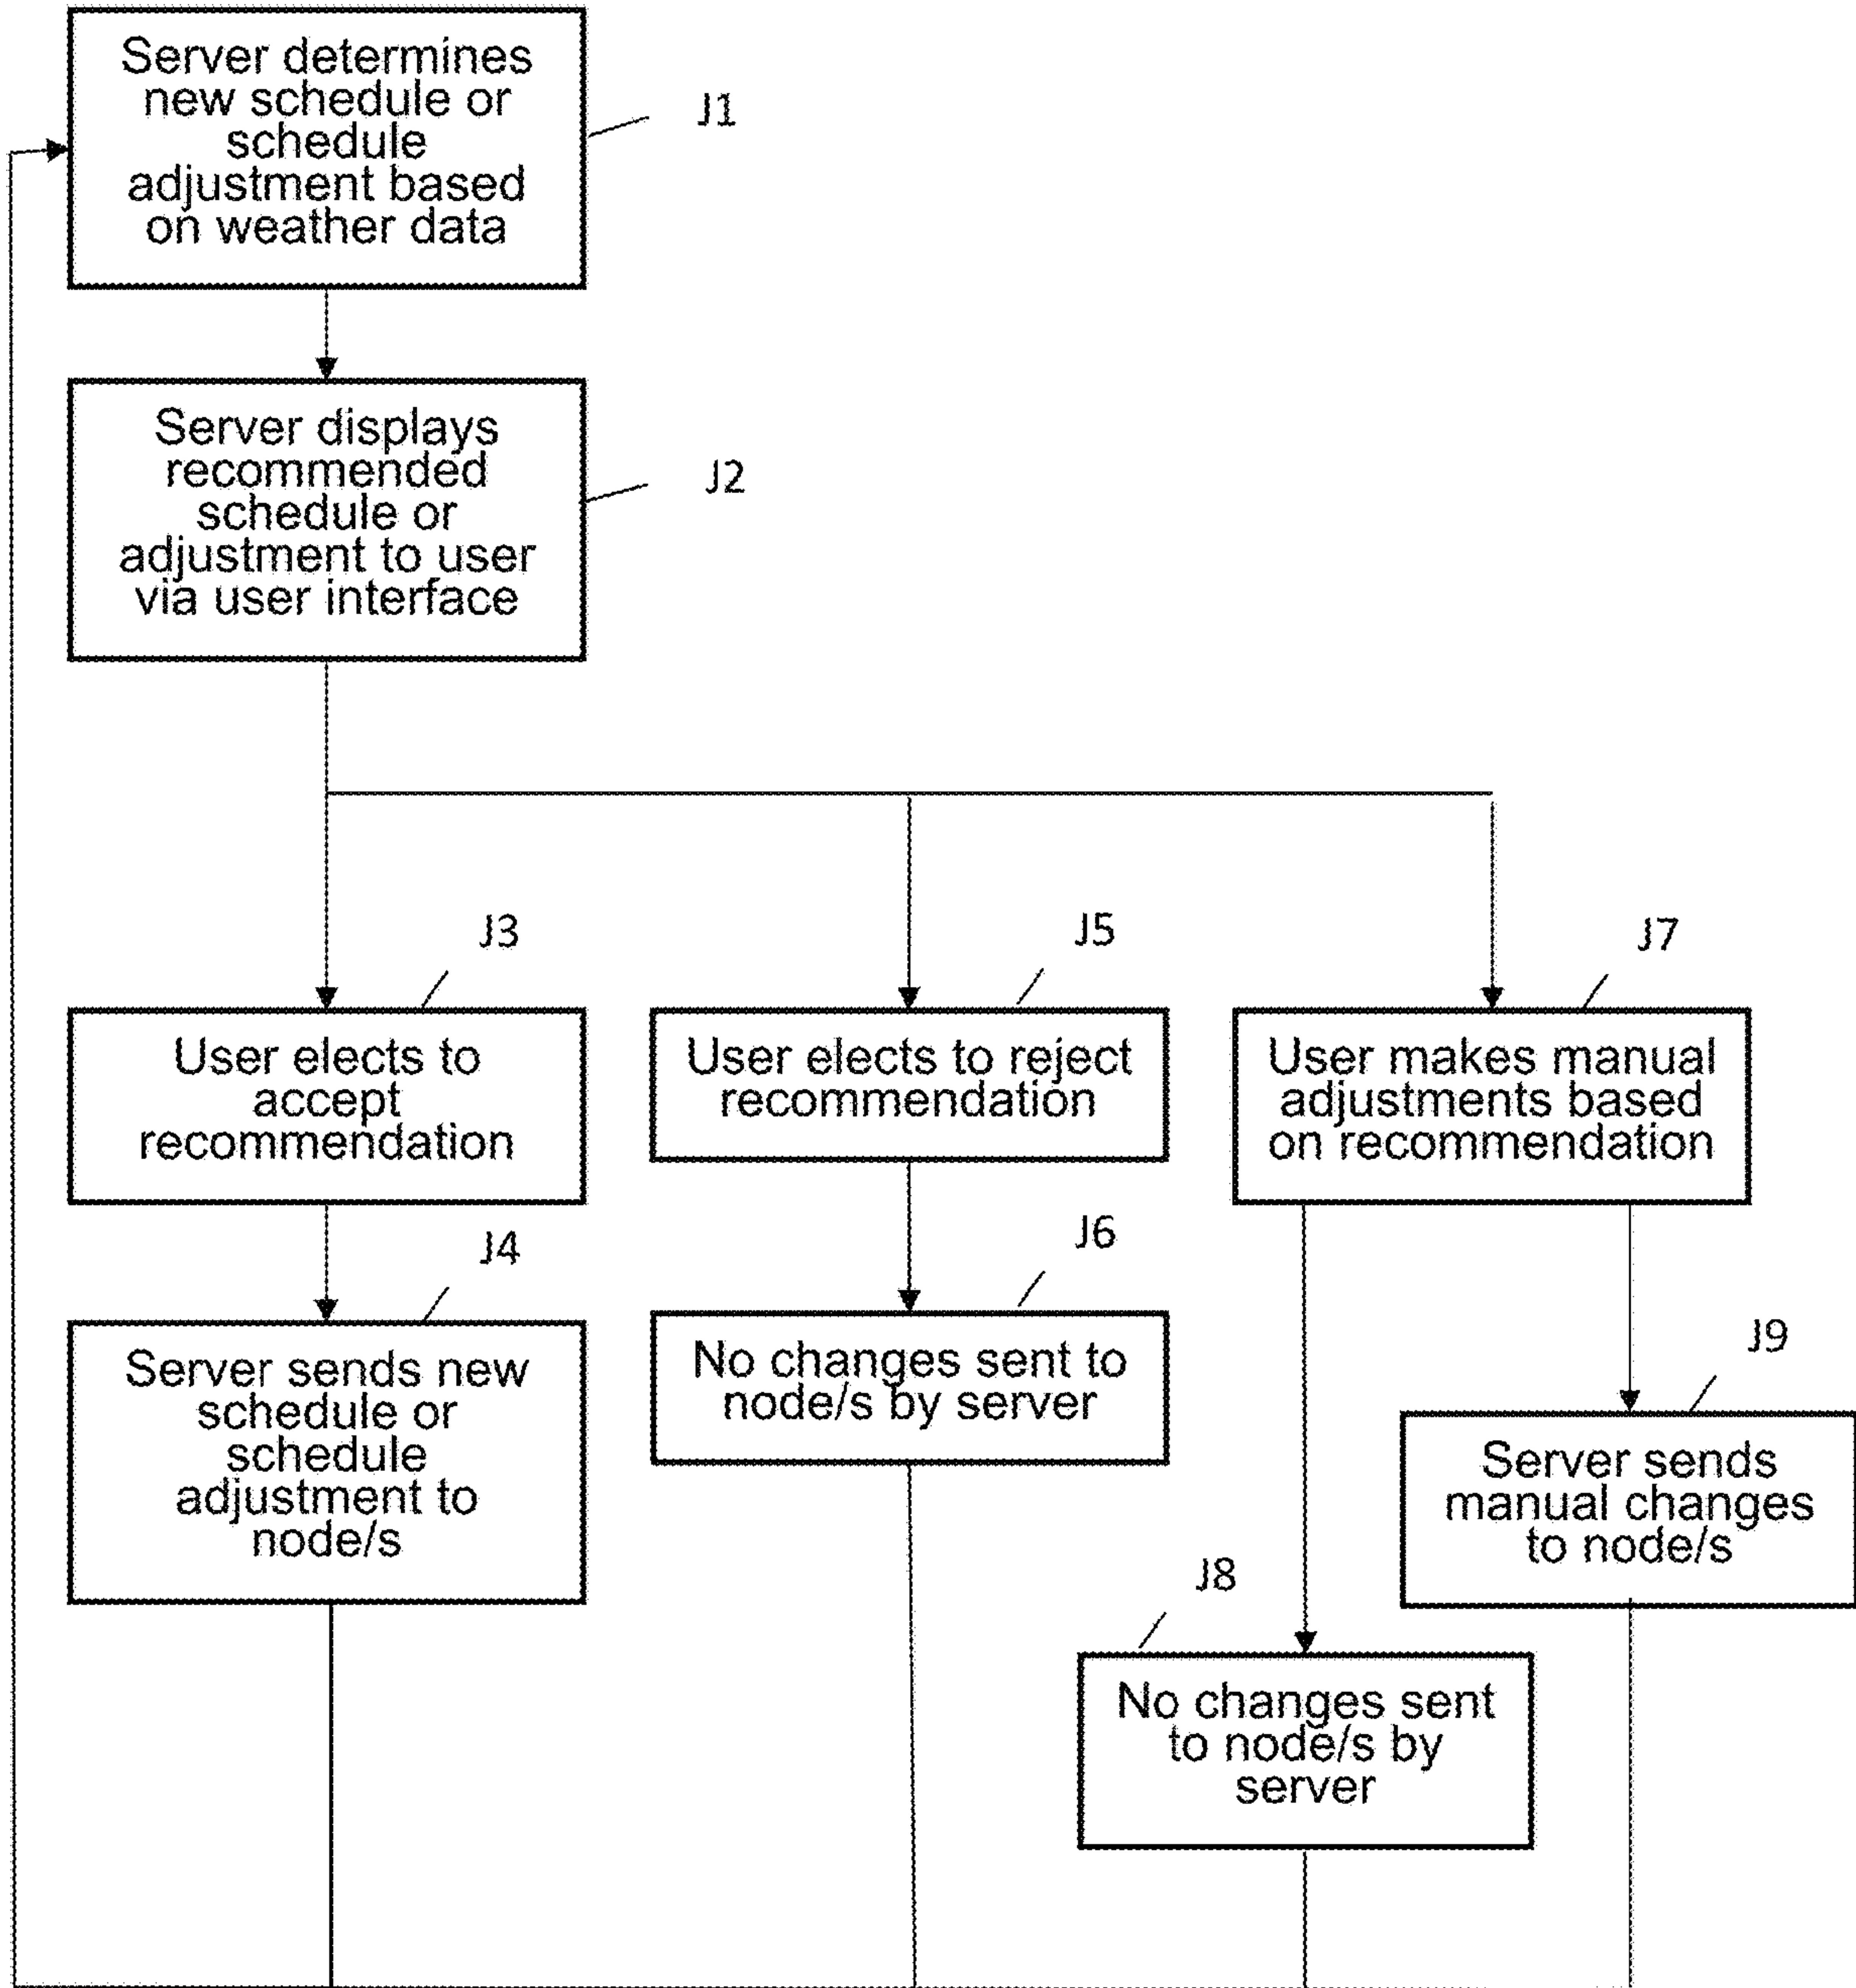 Server determines
new schedule or
schedule
adjustment based
on weather data
J1
Server displays
recommended
schedule or
adjustment to user
via user interface
J2
J3
User elects to
accept
recommendation
J5
User elects to reject
recommendation
J7
User makes manual
adjustments based
on recommendation
J4
Server sends new
schedule or
schedule
adjustment to
node/s
J6
No changes sent to
node/s by server
J9
Server sends
manual changes
to node/s
J8
No changes sent
to node/s by
server